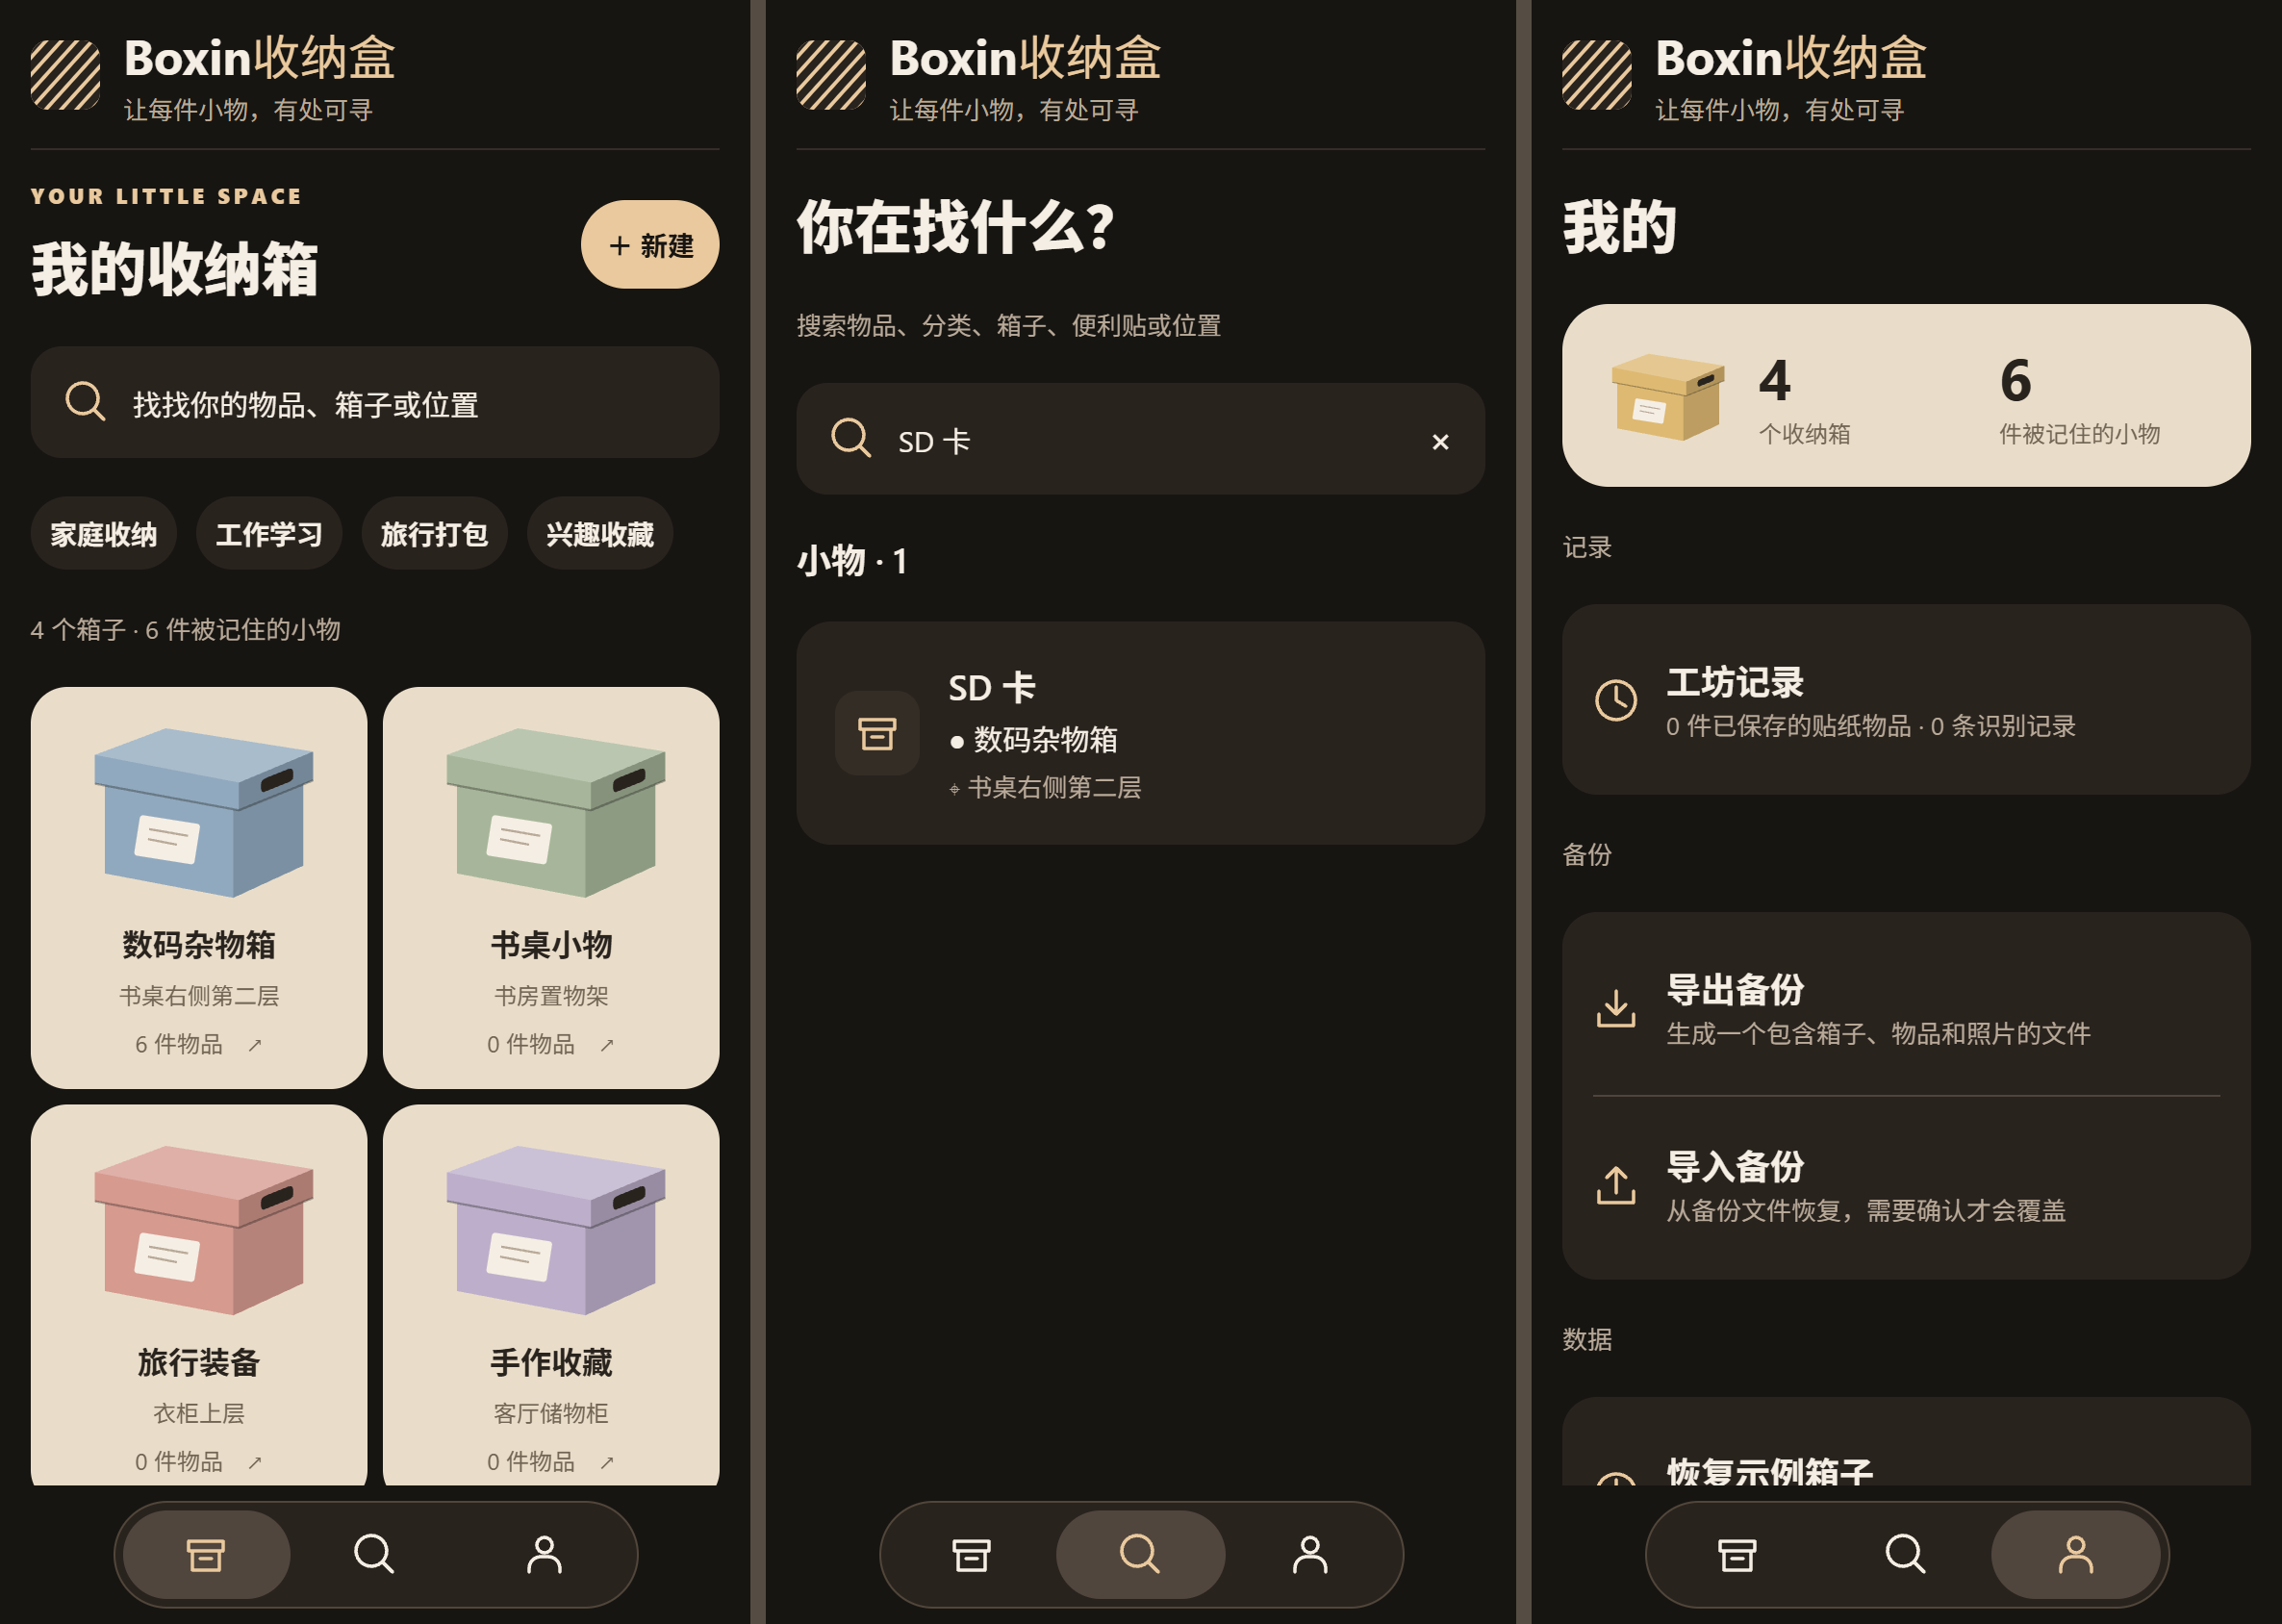 Boxin收纳盒
让每件小物，有处可寻
YOUR LITTLE SPACE
我的收纳箱
＋ 新建
找找你的物品、箱子或位置
家庭收纳 工作学习 旅行打包 兴趣收藏
4 个箱子 · 6 件被记住的小物
数码杂物箱
书桌右侧第二层
6 件物品 ↗
书桌小物
书房置物架
0 件物品 ↗
旅行装备
衣柜上层
0 件物品 ↗
手作收藏
客厅储物柜
0 件物品 ↗
Boxin收纳盒
让每件小物，有处可寻
你在找什么？
搜索物品、分类、箱子、便利贴或位置
SD 卡 ×
小物 · 1
SD 卡
● 数码杂物箱
⌖ 书桌右侧第二层
Boxin收纳盒
让每件小物，有处可寻
我的
4
个收纳箱
6
件被记住的小物
记录
工坊记录
0 件已保存的贴纸物品 · 0 条识别记录
备份
导出备份
生成一个包含箱子、物品和照片的文件
导入备份
从备份文件恢复，需要确认才会覆盖
数据
恢复示例箱子